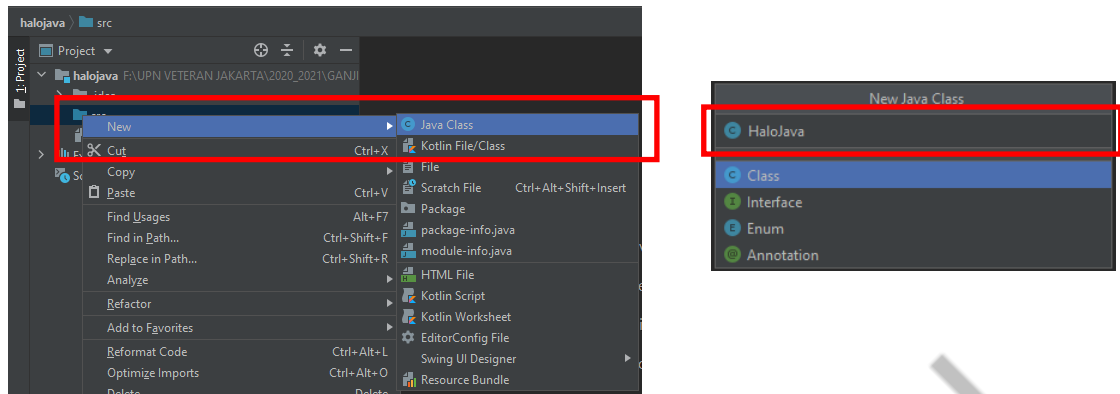 halojava
src
1: Project
Project
halojava F:\UPN VETERAN JAKARTA\2020_2021\GANJI
.idea
src
New
Cut Ctrl+X
Copy
Paste Ctrl+V
Find Usages Alt+F7
Find in Path... Ctrl+Shift+F
Replace in Path... Ctrl+Shift+R
Analyze
Refactor
Add to Favorites
Reformat Code Ctrl+Alt+L
Optimize Imports Ctrl+Alt+O
Delete Delete
Java Class
Kotlin File/Class
File
Scratch File Ctrl+Alt+Shift+Insert
Package
package-info.java
module-info.java
HTML File
Kotlin Script
Kotlin Worksheet
EditorConfig File
Swing UI Designer
Resource Bundle
New Java Class
HaloJava
Class
Interface
Enum
Annotation